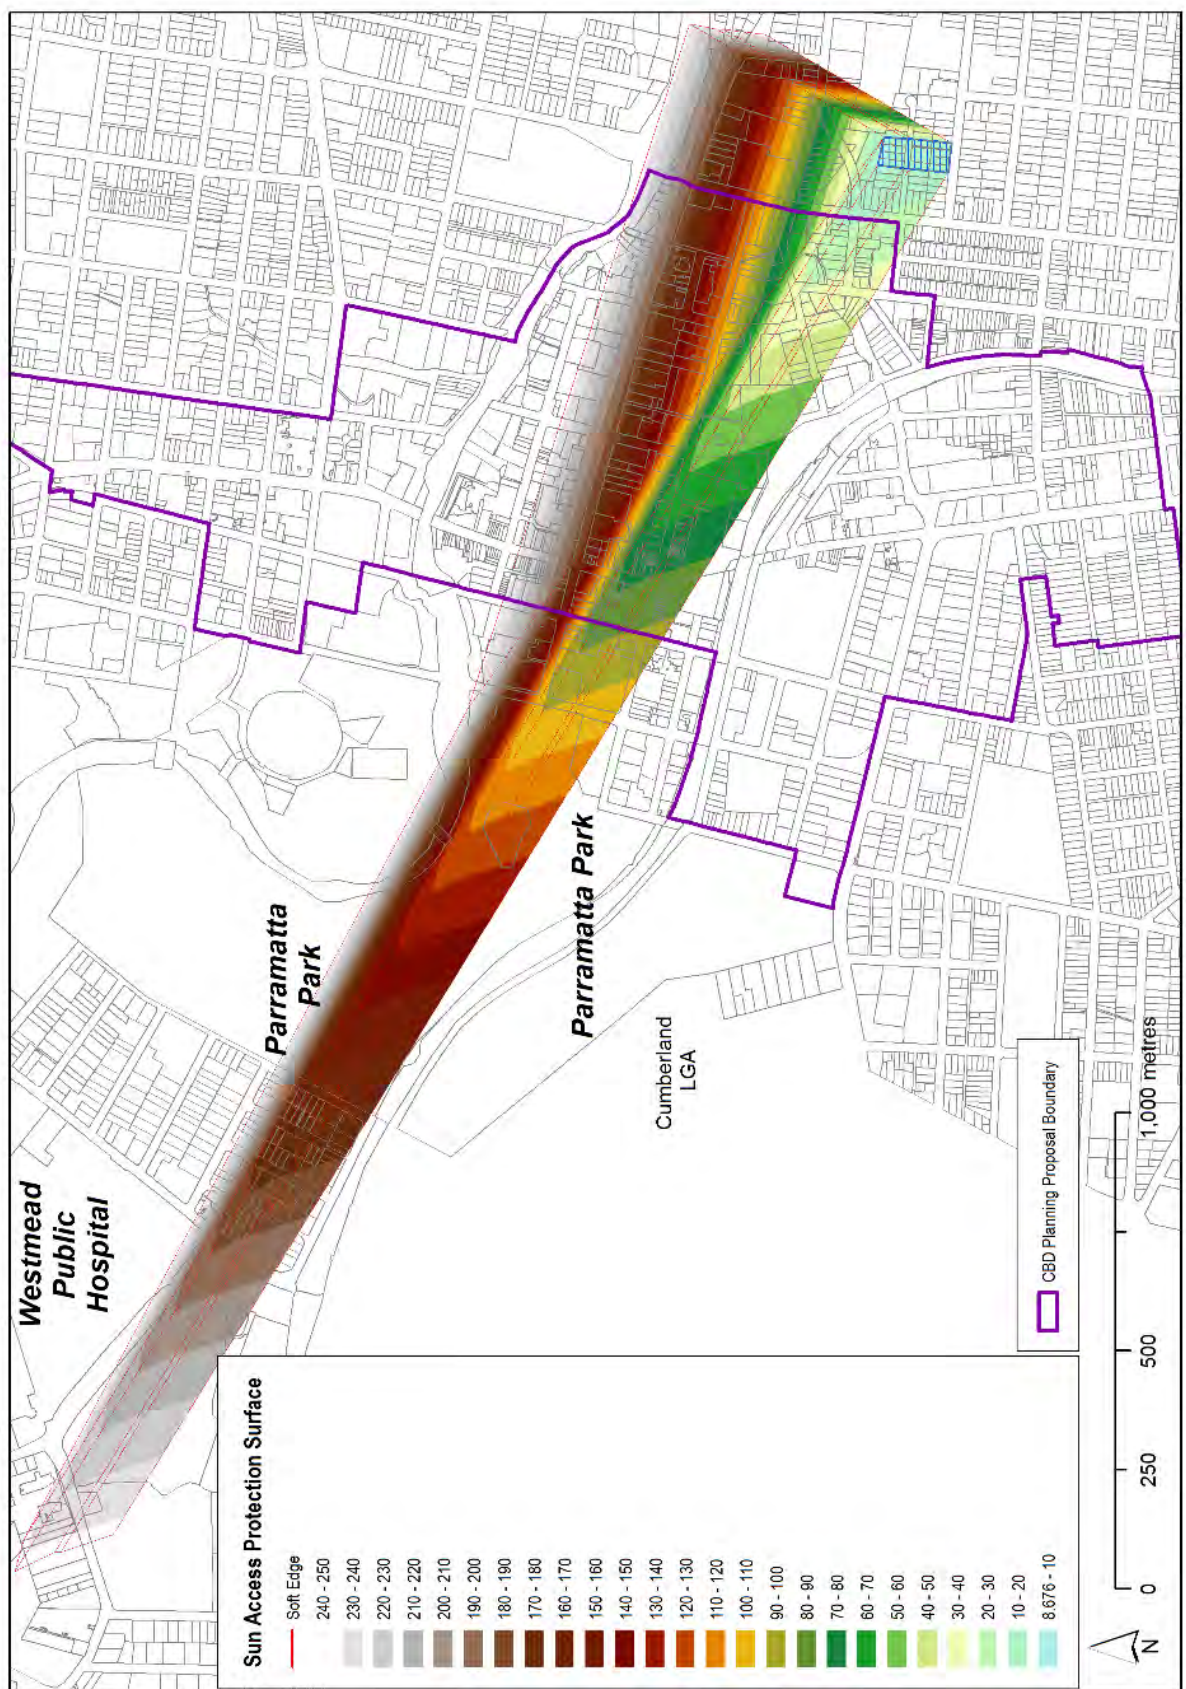 Westmead
Public
Hospital
Parramatta
Park
Parramatta Park
Cumberland
LGA
Sun Access Protection Surface
Soft Edge
240 - 250
230 - 240
220 - 230
210 - 220
200 - 210
190 - 200
180 - 190
170 - 180
160 - 170
150 - 160
140 - 150
130 - 140
120 - 130
110 - 120
100 - 110
90 - 100
80 - 90
70 - 80
60 - 70
50 - 60
40 - 50
30 - 40
20 - 30
10 - 20
8.676 - 10
CBD Planning Proposal Boundary
N
0
250
500
1,000 metres